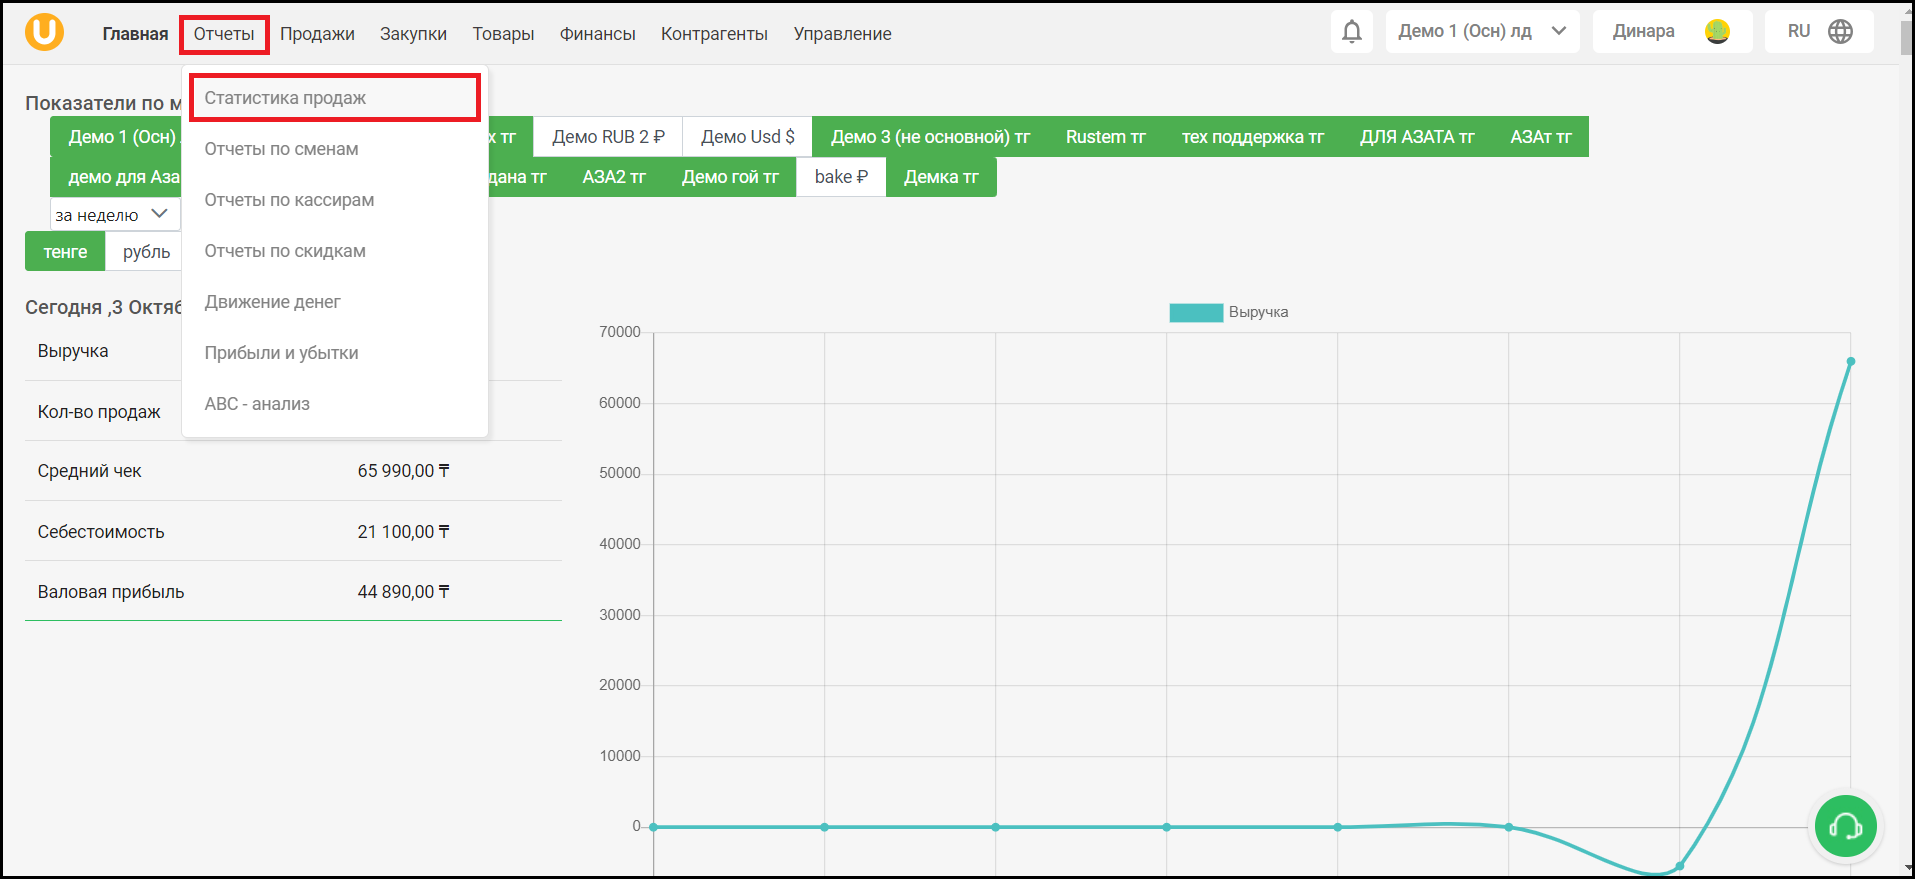 U
Главная Отчеты Продажи Закупки Товары Финансы Контрагенты Управление
Демо 1 (Осн) лд Динара RU
Показатели по
Статистика продаж
Отчеты по сменам
Отчеты по кассирам
Отчеты по скидкам
Движение денег
Прибыли и убытки
ABC - анализ
Демо 1 (Осн) тг Демо RUB 2 ₽ Демо Usd $ Демо 3 (не основной) тг Rustem тг тех поддержка тг ДЛЯ АЗАТА тг АЗАт тг
демо для тг АЗА2 тг Демо гой тг bake ₽ Демка тг
за неделю
тенге рубль
Сегодня ,3
Выручка
Кол-во продаж
Средний чек 65 990,00 ₸
Себестоимость 21 100,00 ₸
Валовая прибыль 44 890,00 ₸
Выручка
70000
60000
50000
40000
30000
20000
10000
0